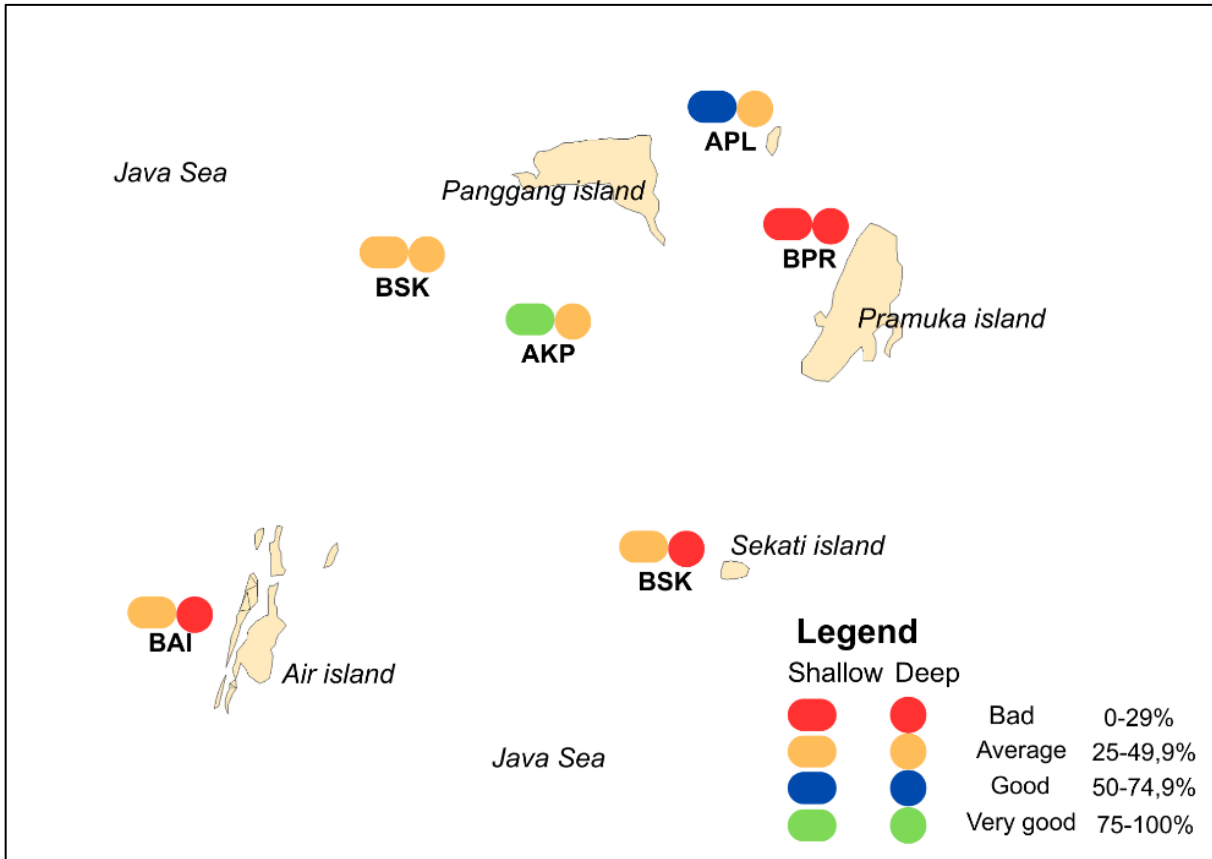 APL
Java Sea
Panggang island
BPR
BSK
Pramuka island
AKP
Sekati island
BSK
BAI
Air island
Legend
Shallow Deep
Bad 0-29%
Average 25-49,9%
Good 50-74,9%
Very good 75-100%
Java Sea